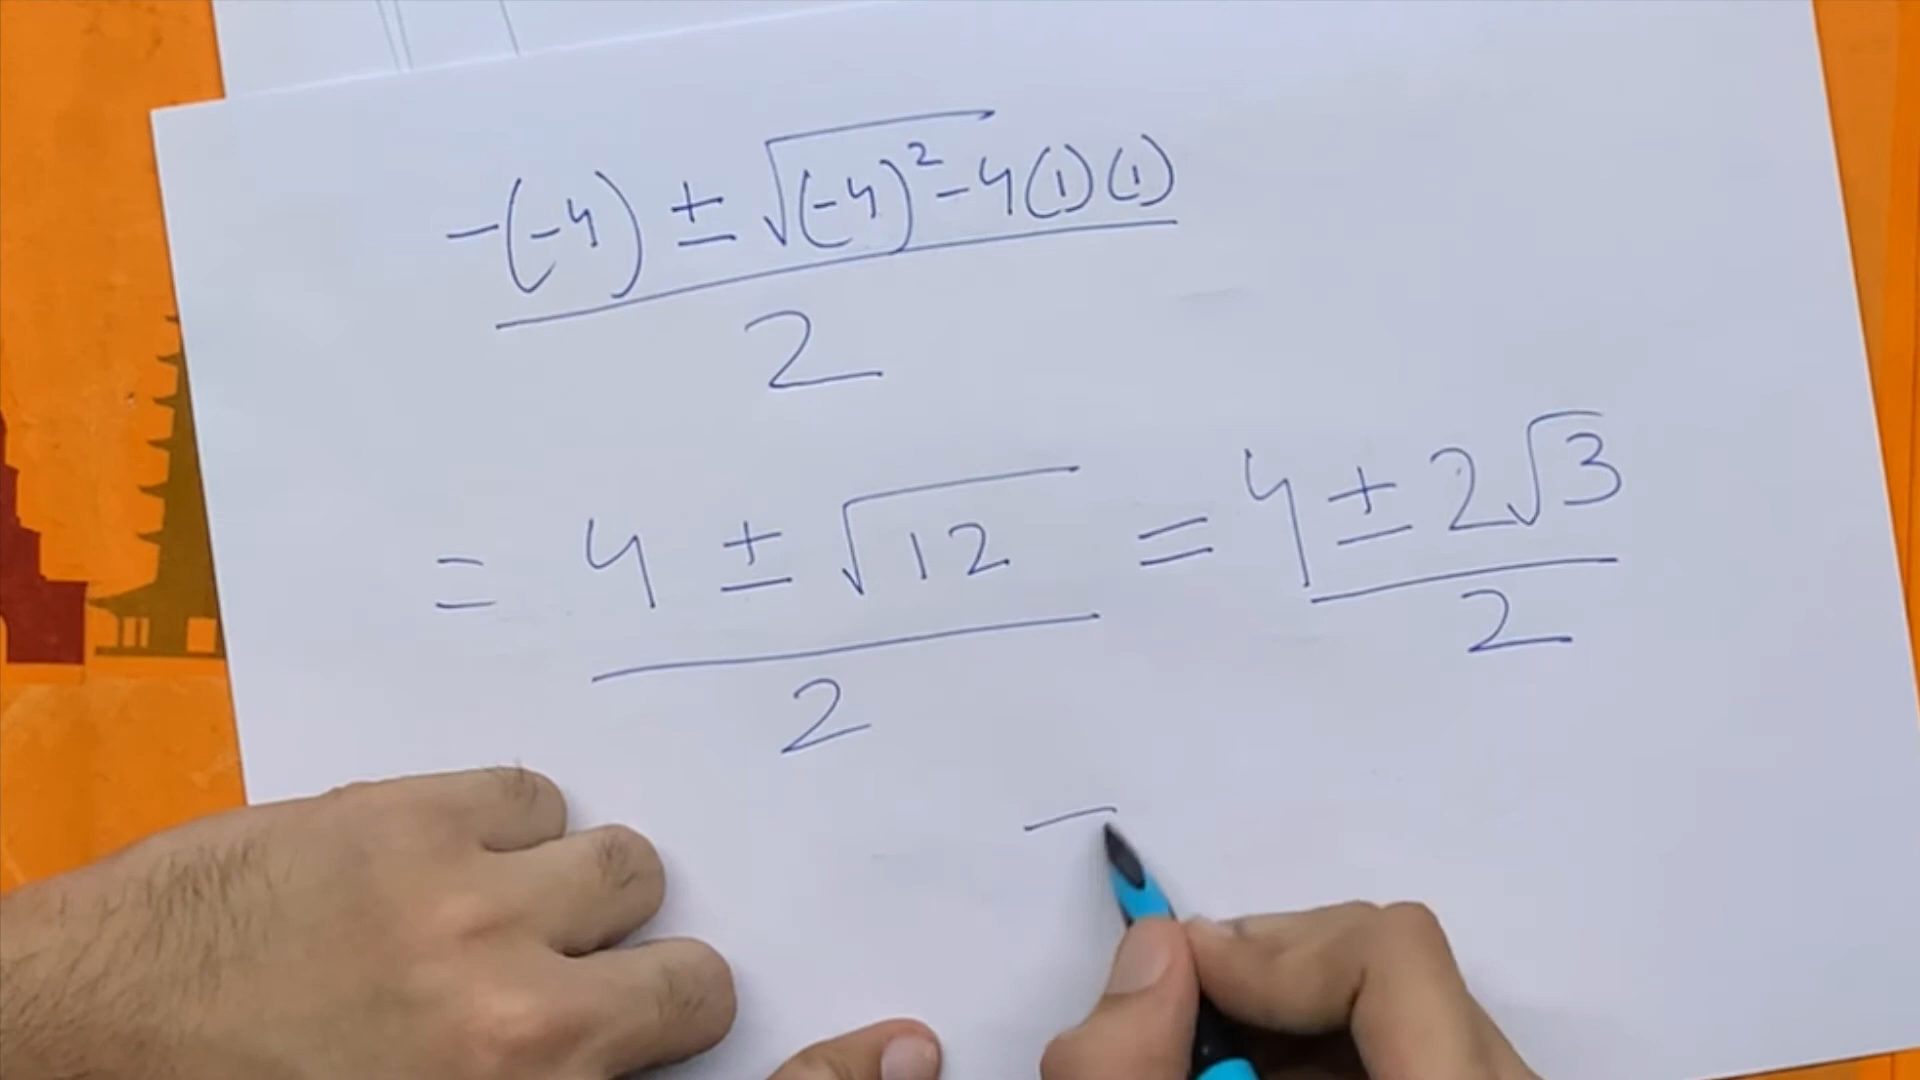 -(-4) ± √(-4)² - 4(1)(1)
2
= 4 ± √12 = 4 ± 2√3
2 2